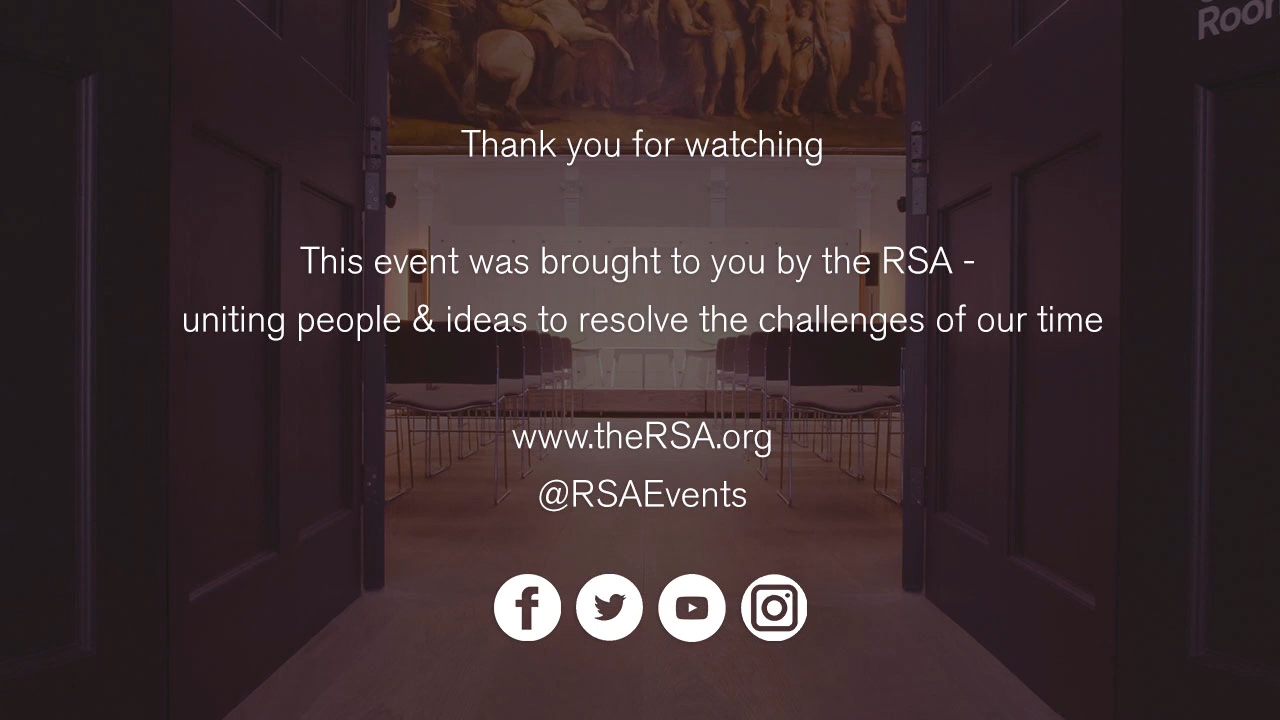 Room
Thank you for watching
This event was brought to you by the RSA -
uniting people & ideas to resolve the challenges of our time
www.theRSA.org
@RSAEvents